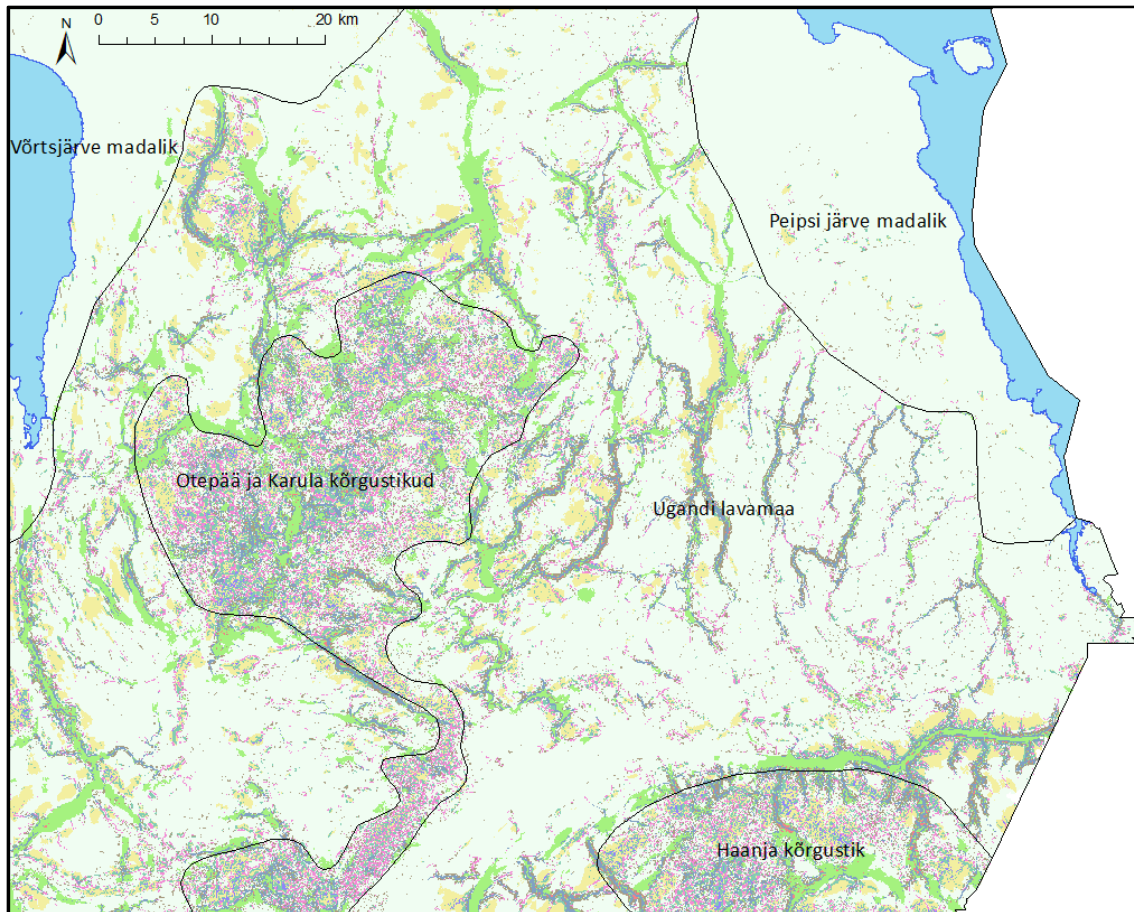 N
0 5 10 20 km
Võrtsjärve madalik
Peipsi järve madalik
Otepää ja Karula kõrgustikud
Ugandi lavamaa
Haanja kõrgustik